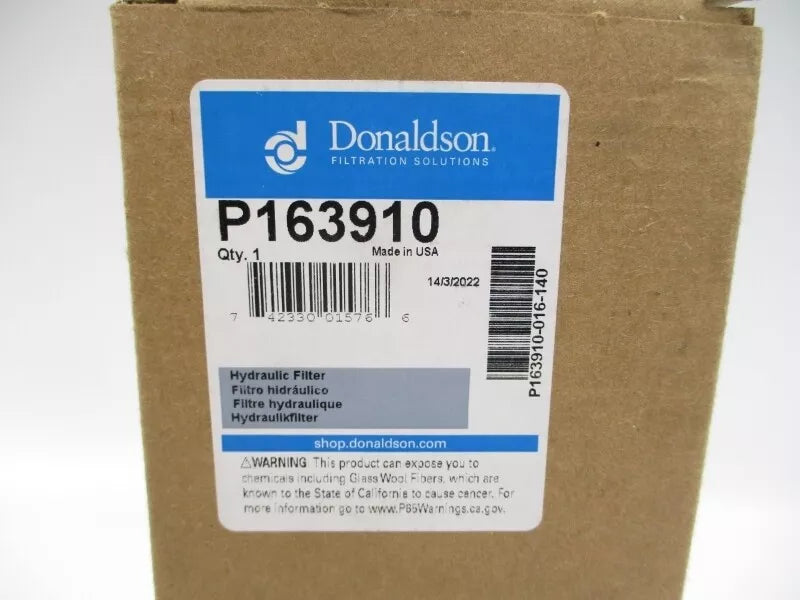 Donaldson®
FILTRATION SOLUTIONS
P163910
Qty. 1
Made in USA
14/3/2022
7 42330 01576 6
P163910-016-140
Hydraulic Filter
Filtro hidráulico
Filtre hydraulique
Hydraulikfilter
shop.donaldson.com
⚠WARNING This product can expose you to
chemicals including Glass Wool Fibers, which are
known to the State of California to cause cancer. For
more information go to www.P65Warnings.ca.gov.